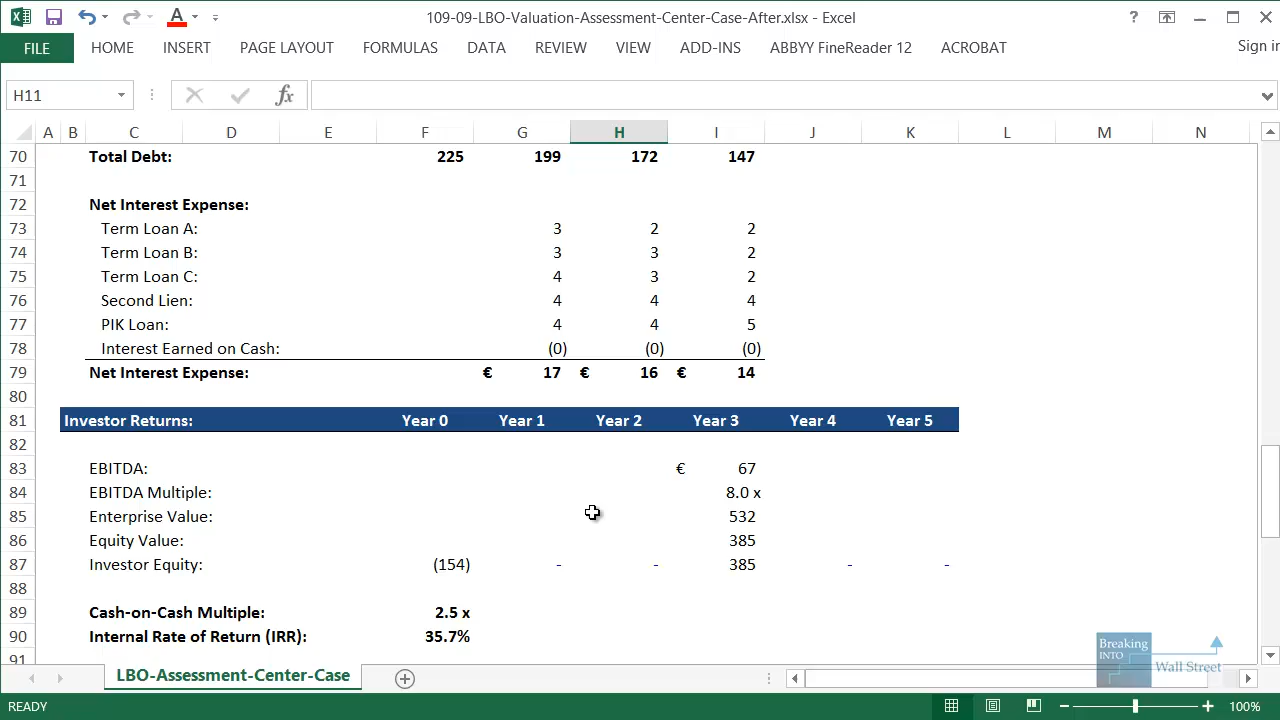 109-09-LBO-Valuation-Assessment-Center-Case-After.xlsx - Excel
?
FILE HOME INSERT PAGE LAYOUT FORMULAS DATA REVIEW VIEW ADD-INS ABBYY FineReader 12 ACROBAT Sign in
H11 fx
A B C D E F G H I J K L M N
70 Total Debt: 225 199 172 147
71
72 Net Interest Expense:
73 Term Loan A: 3 2 2
74 Term Loan B: 3 3 2
75 Term Loan C: 4 3 2
76 Second Lien: 4 4 4
77 PIK Loan: 4 4 5
78 Interest Earned on Cash: (0) (0) (0)
79 Net Interest Expense: € 17 € 16 € 14
80
81 Investor Returns: Year 0 Year 1 Year 2 Year 3 Year 4 Year 5
82
83 EBITDA: € 67
84 EBITDA Multiple: 8.0 x
85 Enterprise Value: 532
86 Equity Value: 385
87 Investor Equity: (154) - - 385 - -
88
89 Cash-on-Cash Multiple: 2.5 x
90 Internal Rate of Return (IRR): 35.7%
91
Breaking
INTO
Wall Street
LBO-Assessment-Center-Case
READY 100%